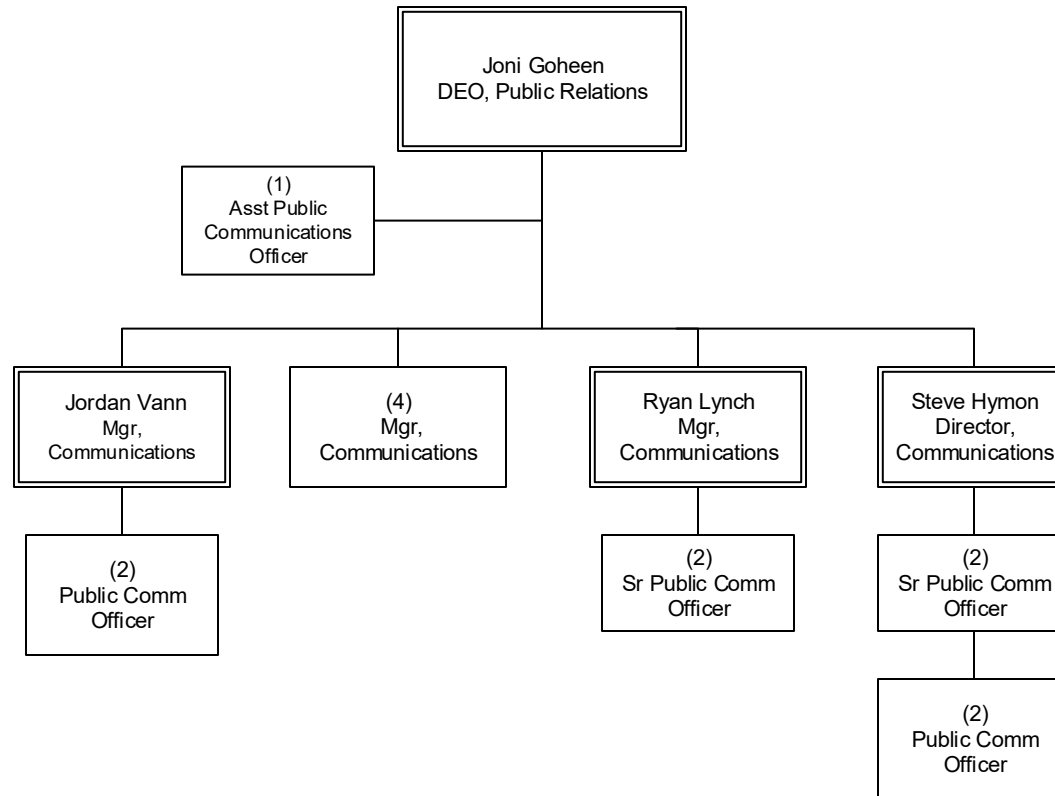 Joni Goheen
DEO, Public Relations
(1)
Asst Public
Communications
Officer
Jordan Vann
Mgr,
Communications
(4)
Mgr,
Communications
Ryan Lynch
Mgr,
Communications
Steve Hymon
Director,
Communications
(2)
Public Comm
Officer
(2)
Sr Public Comm
Officer
(2)
Sr Public Comm
Officer
(2)
Public Comm
Officer